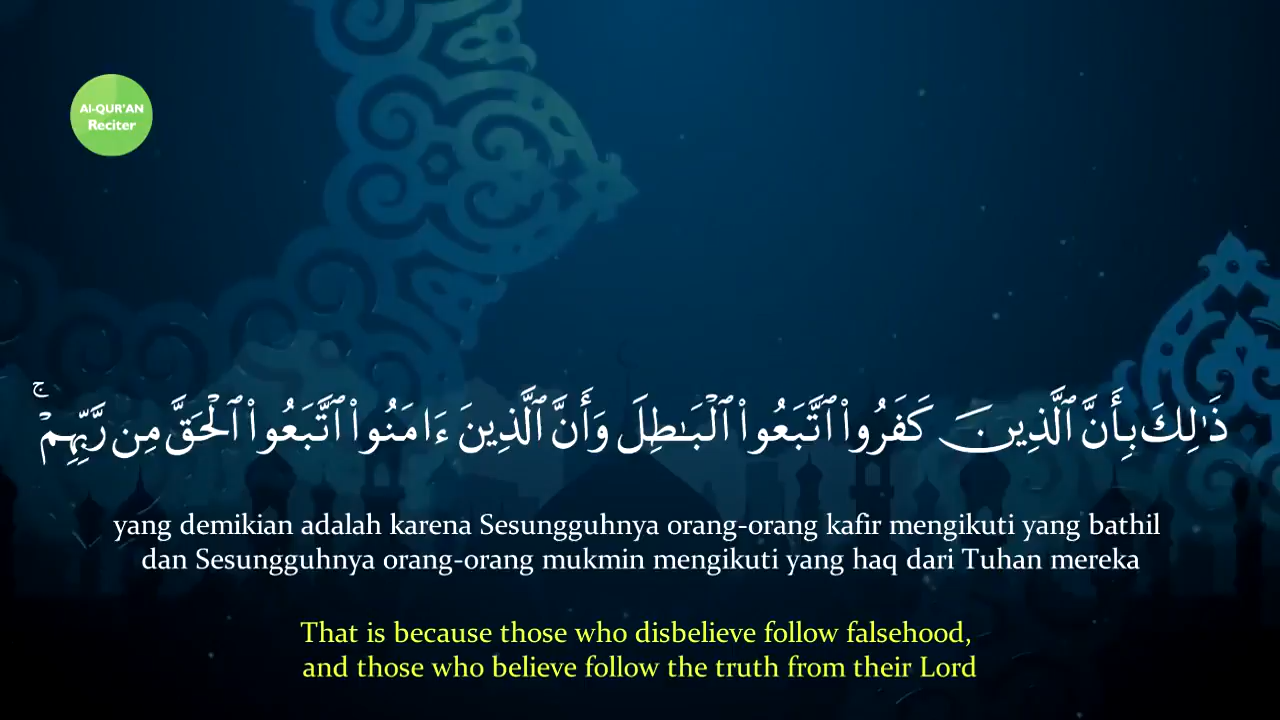 Al-QUR'AN
Reciter
ذَٰلِكَ بِأَنَّ ٱلَّذِينَ كَفَرُوا۟ ٱتَّبَعُوا۟ ٱلْبَـٰطِلَ وَأَنَّ ٱلَّذِينَ ءَامَنُوا۟ ٱتَّبَعُوا۟ ٱلْحَقَّ مِن رَّبِّهِمْ ۚ
yang demikian adalah karena Sesungguhnya orang-orang kafir mengikuti yang bathil
dan Sesungguhnya orang-orang mukmin mengikuti yang haq dari Tuhan mereka
That is because those who disbelieve follow falsehood,
and those who believe follow the truth from their Lord